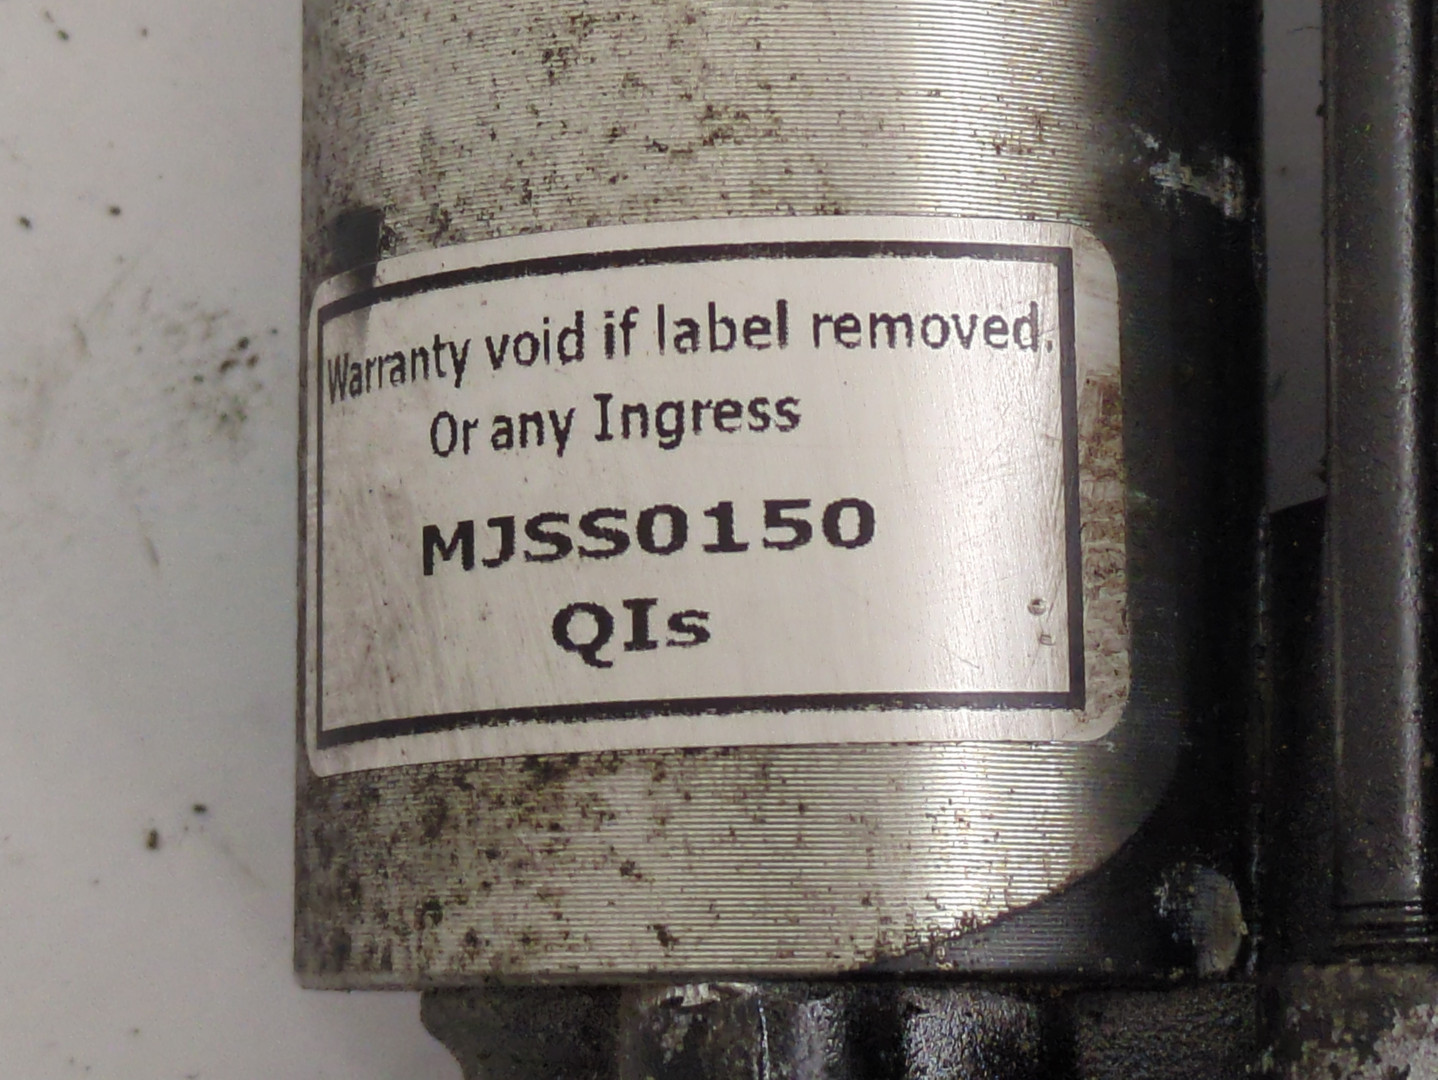 Warranty void if label removed.
Or any Ingress
MJSS0150
QIs